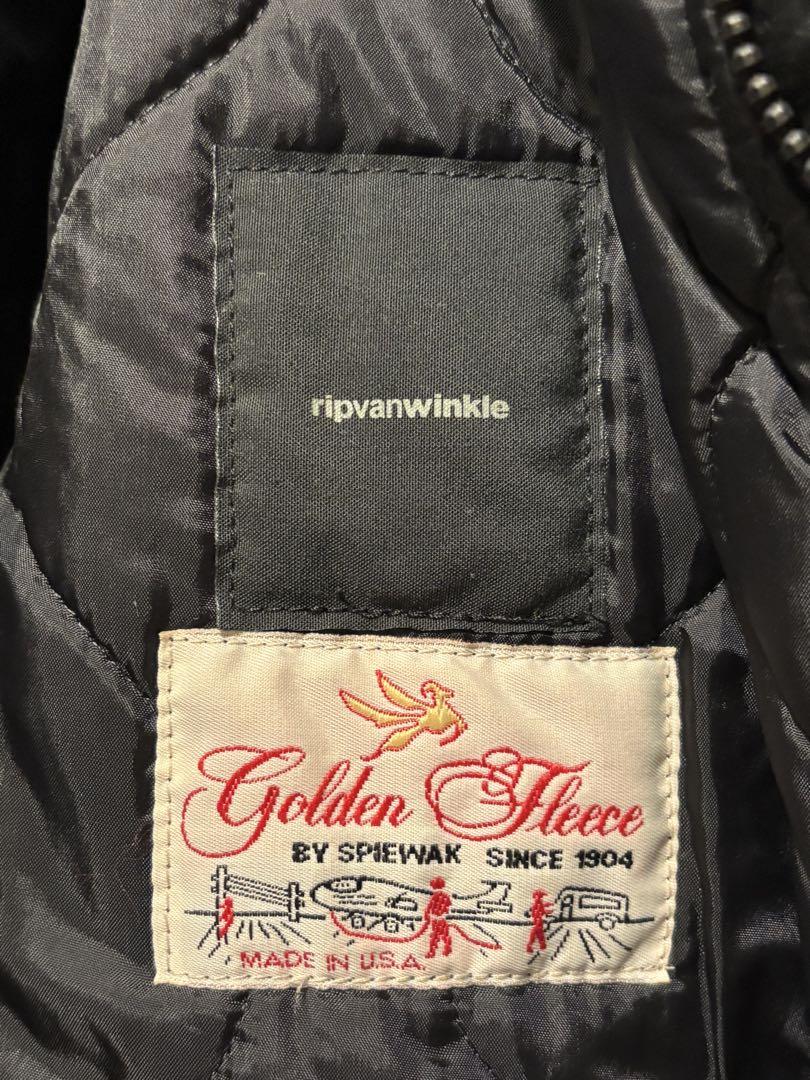 ripvanwinkle
Golden Fleece
BY SPIEWAK SINCE 1904
MADE IN U.S.A.